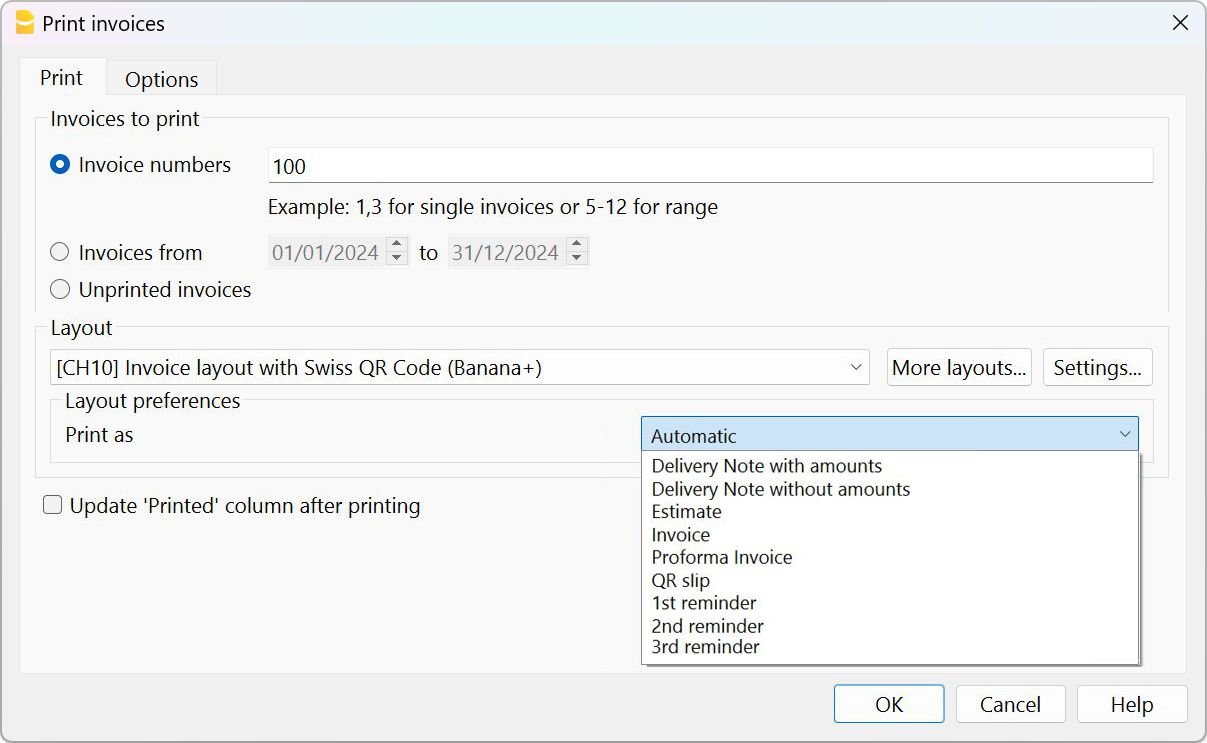 Print invoices
Print
Options
Invoices to print
Invoice numbers
100
Example: 1,3 for single invoices or 5-12 for range
Invoices from
01/01/2024
to
31/12/2024
Unprinted invoices
Layout
[CH10] Invoice layout with Swiss QR Code (Banana+)
More layouts...
Settings...
Layout preferences
Print as
Automatic
Delivery Note with amounts
Delivery Note without amounts
Estimate
Invoice
Proforma Invoice
QR slip
1st reminder
2nd reminder
3rd reminder
Update 'Printed' column after printing
OK
Cancel
Help